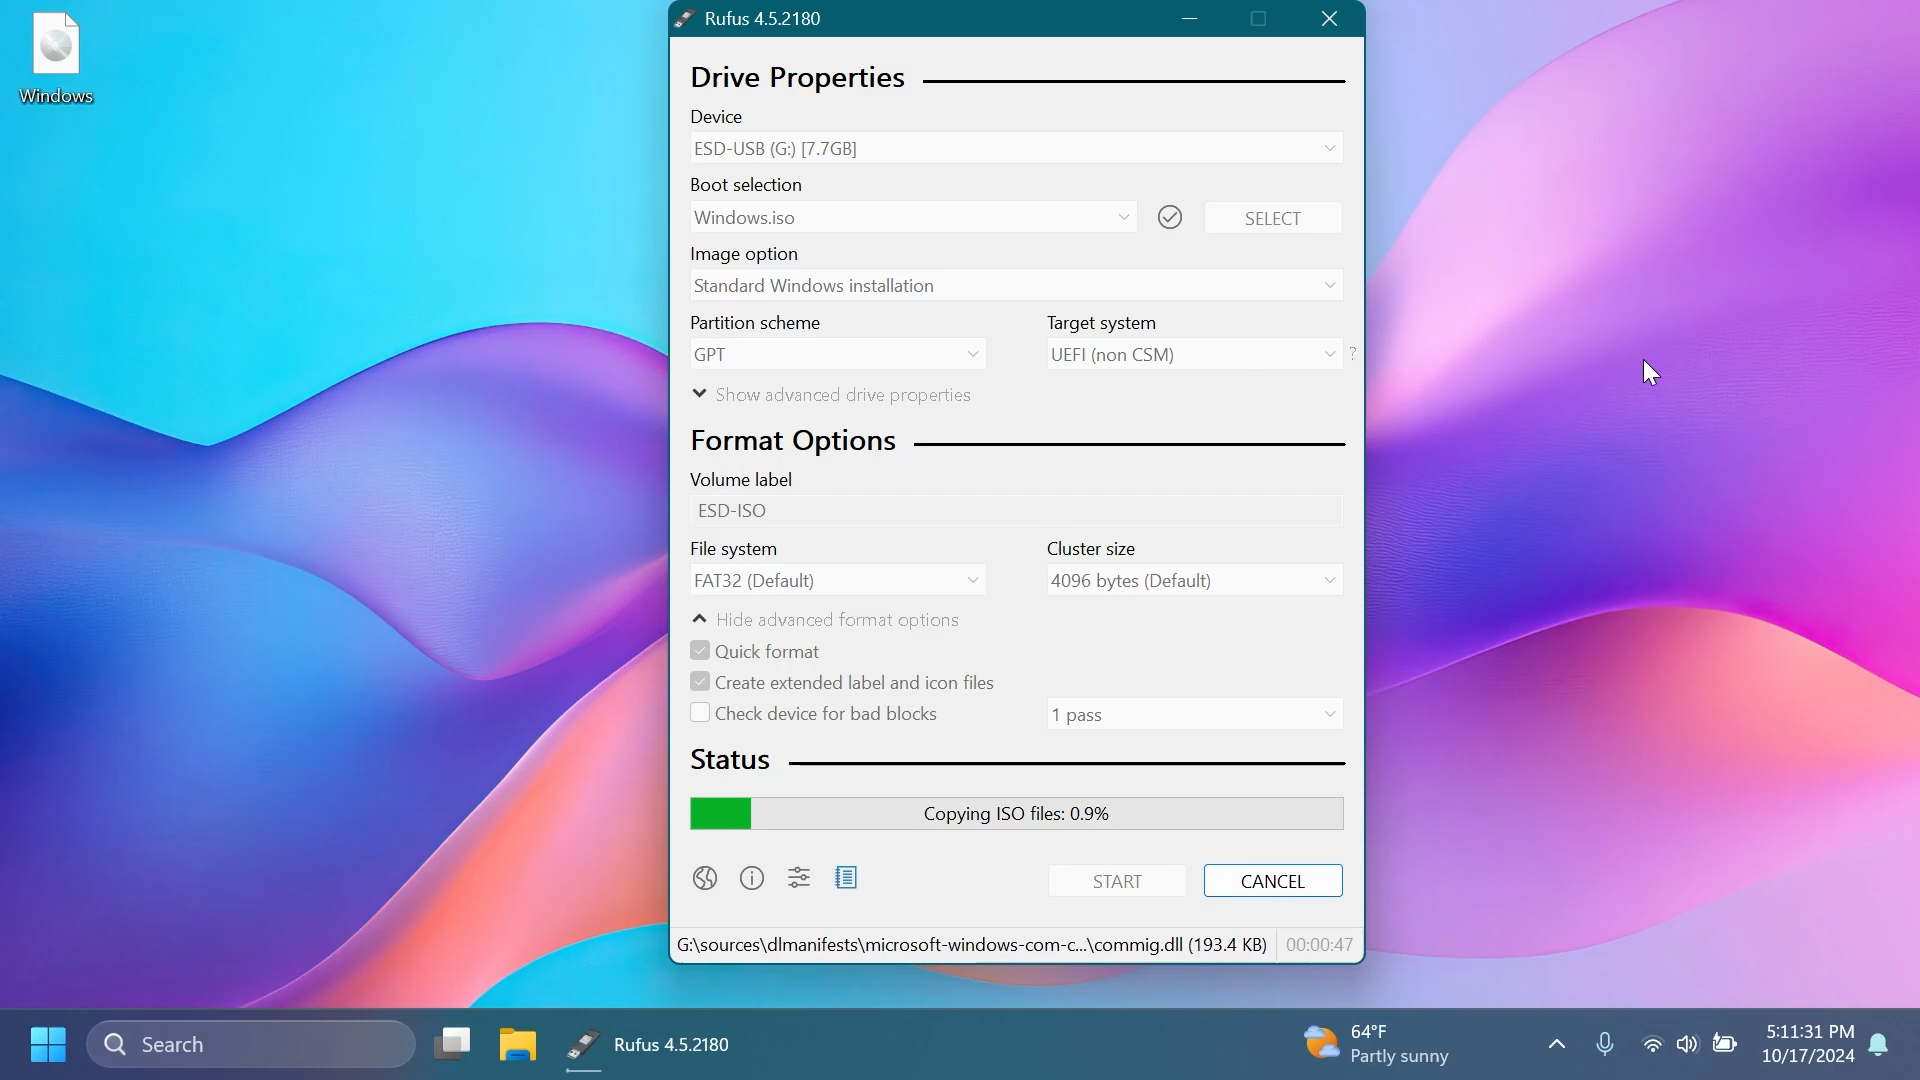 Windows
Rufus 4.5.2180
Drive Properties
Device
ESD-USB (G:) [7.7GB]
Boot selection
Windows.iso
SELECT
Image option
Standard Windows installation
Partition scheme
Target system
GPT
UEFI (non CSM)
?
Show advanced drive properties
Format Options
Volume label
ESD-ISO
File system
Cluster size
FAT32 (Default)
4096 bytes (Default)
Hide advanced format options
Quick format
Create extended label and icon files
Check device for bad blocks
1 pass
Status
Copying ISO files: 0.9%
START
CANCEL
G:\sources\dlmanifests\microsoft-windows-com-c...\commig.dll (193.4 KB)
00:00:47
Search
Rufus 4.5.2180
64°F
Partly sunny
5:11:31 PM
10/17/2024